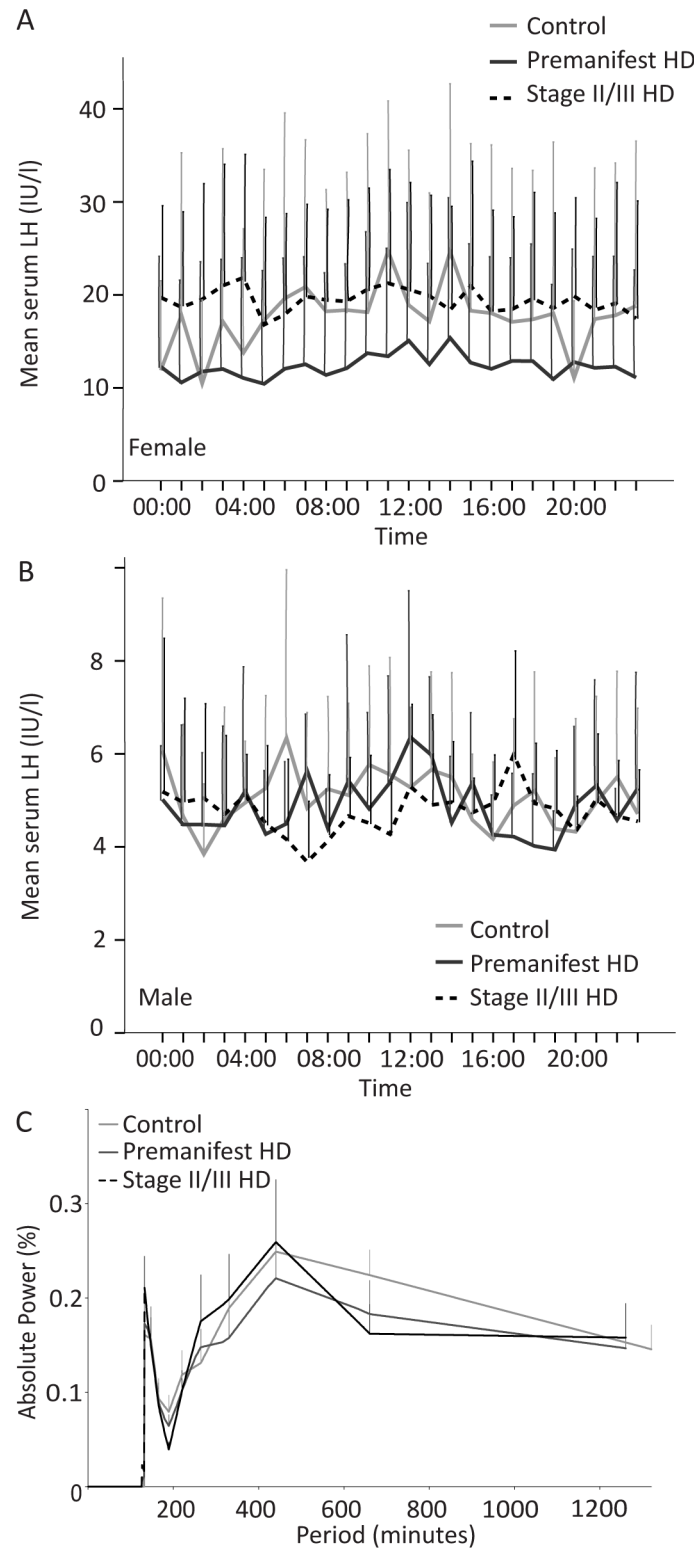 A
Control
Premanifest HD
Stage II/III HD
40
30
20
10
0
Mean serum LH (IU/l)
Female
00:00 04:00 08:00 12:00 16:00 20:00
Time
B
8
6
4
2
0
Mean serum LH (IU/l)
Control
Premanifest HD
Stage II/III HD
Male
00:00 04:00 08:00 12:00 16:00 20:00
Time
C
Control
Premanifest HD
Stage II/III HD
0.3
0.2
0.1
0
Absolute Power (%)
200 400 600 800 1000 1200
Period (minutes)